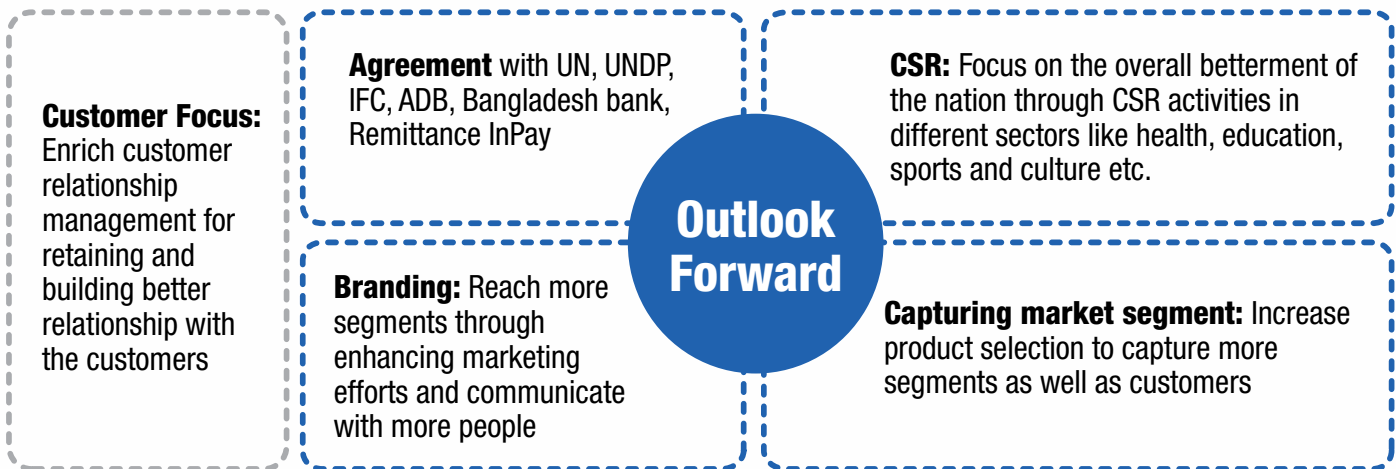 Customer Focus:
Enrich customer
relationship
management for
retaining and
building better
relationship with
the customers
Agreement with UN, UNDP,
IFC, ADB, Bangladesh bank,
Remittance InPay
CSR: Focus on the overall betterment of
the nation through CSR activities in
different sectors like health, education,
sports and culture etc.
Outlook
Forward
Branding: Reach more
segments through
enhancing marketing
efforts and communicate
with more people
Capturing market segment: Increase
product selection to capture more
segments as well as customers